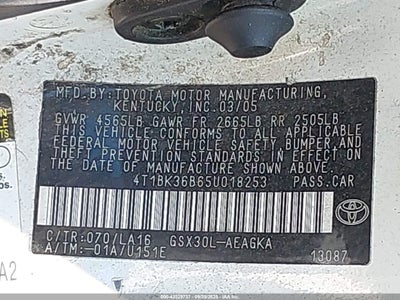 MFD. BY: TOYOTA MOTOR MANUFACTURING,
KENTUCKY, INC. 03/05
GVWR 4565LB GAWR FR 2665LB RR 2505LB
THIS VEHICLE CONFORMS TO ALL APPLICABLE
FEDERAL MOTOR VEHICLE SAFETY, BUMPER, AND
THEFT PREVENTION STANDARDS IN EFFECT ON
THE DATE OF MANUFACTURE SHOWN ABOVE.
4T1BK36B65U018253 PASS.CAR
C/TR:070/LA16 GSX30L-AEAGKA
A/TM:-01A/U151E
TOYOTA
13087
A2